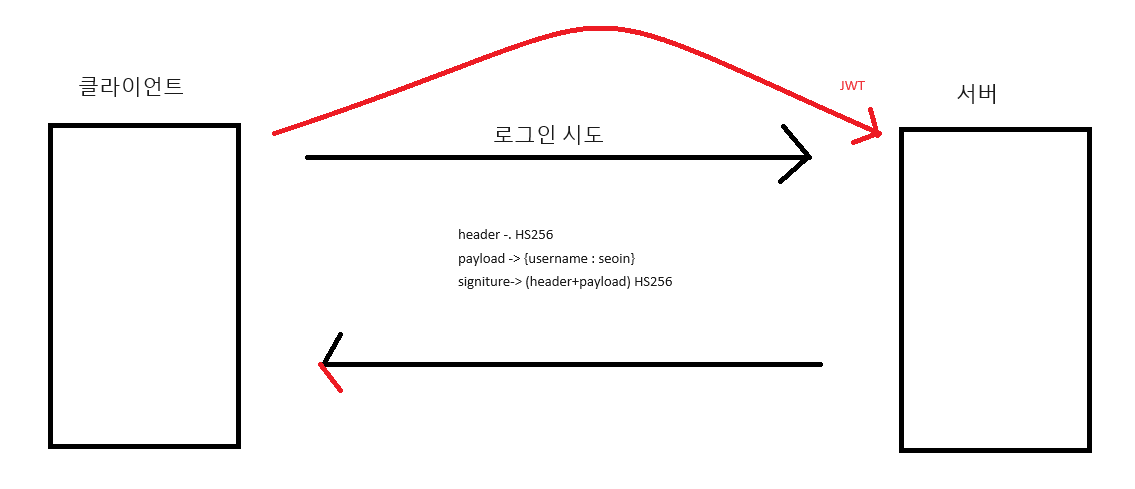 JWT
클라이언트
서버
로그인 시도
header -. HS256
payload -> {username : seoin}
signiture-> (header+payload) HS256